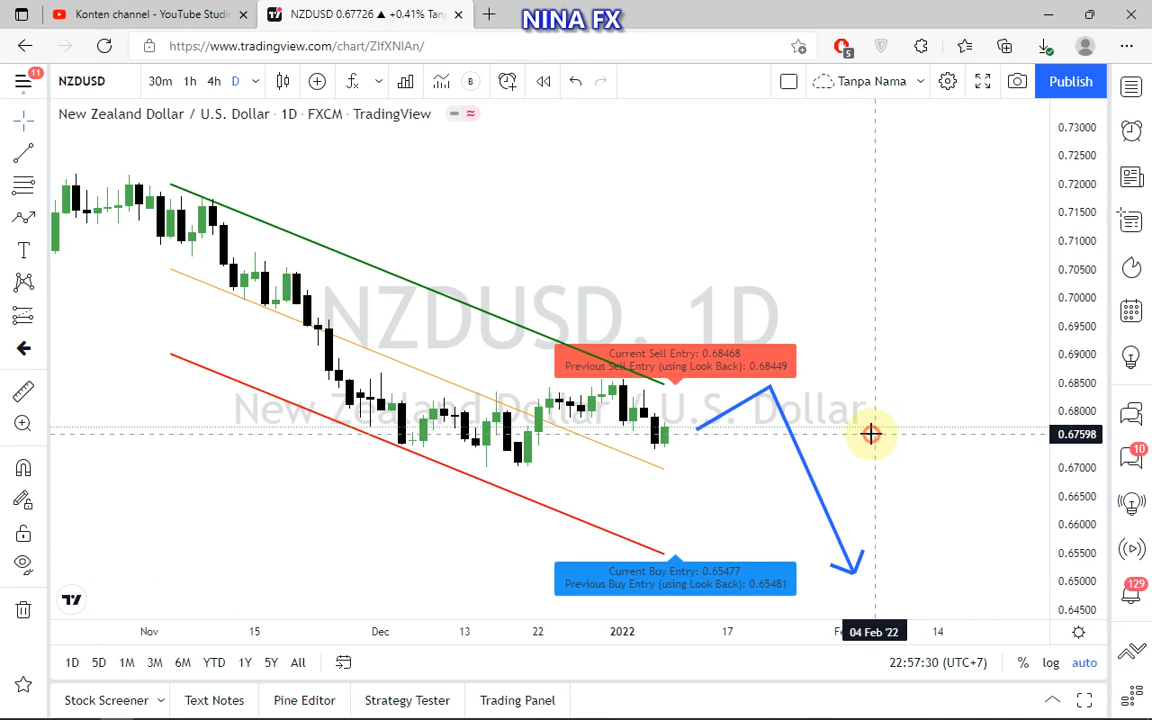 Konten channel - YouTube Studi
NZDUSD 0.67726 ▲ +0.41% Tan
NINA FX
https://www.tradingview.com/chart/ZIfXNIAn/
5
11
NZDUSD
30m 1h 4h D
B
Tanpa Nama
Publish
New Zealand Dollar / U.S. Dollar · 1D · FXCM · TradingView
NZDUSD, 1D
New Zealand Dollar / U.S. Dollar
Current Sell Entry: 0.68468
Previous Sell Entry (using Look Back): 0.68449
Current Buy Entry: 0.65477
Previous Buy Entry (using Look Back): 0.65481
0.73000
0.72500
0.72000
0.71500
0.71000
0.70500
0.70000
0.69500
0.69000
0.68500
0.68000
0.67598
0.67000
0.66500
0.66000
0.65500
0.65000
0.64500
10
129
Nov 15 Dec 13 22 2022 17 04 Feb '22 14
1D 5D 1M 3M 6M YTD 1Y 5Y All
22:57:30 (UTC+7) % log auto
Stock Screener Text Notes Pine Editor Strategy Tester Trading Panel